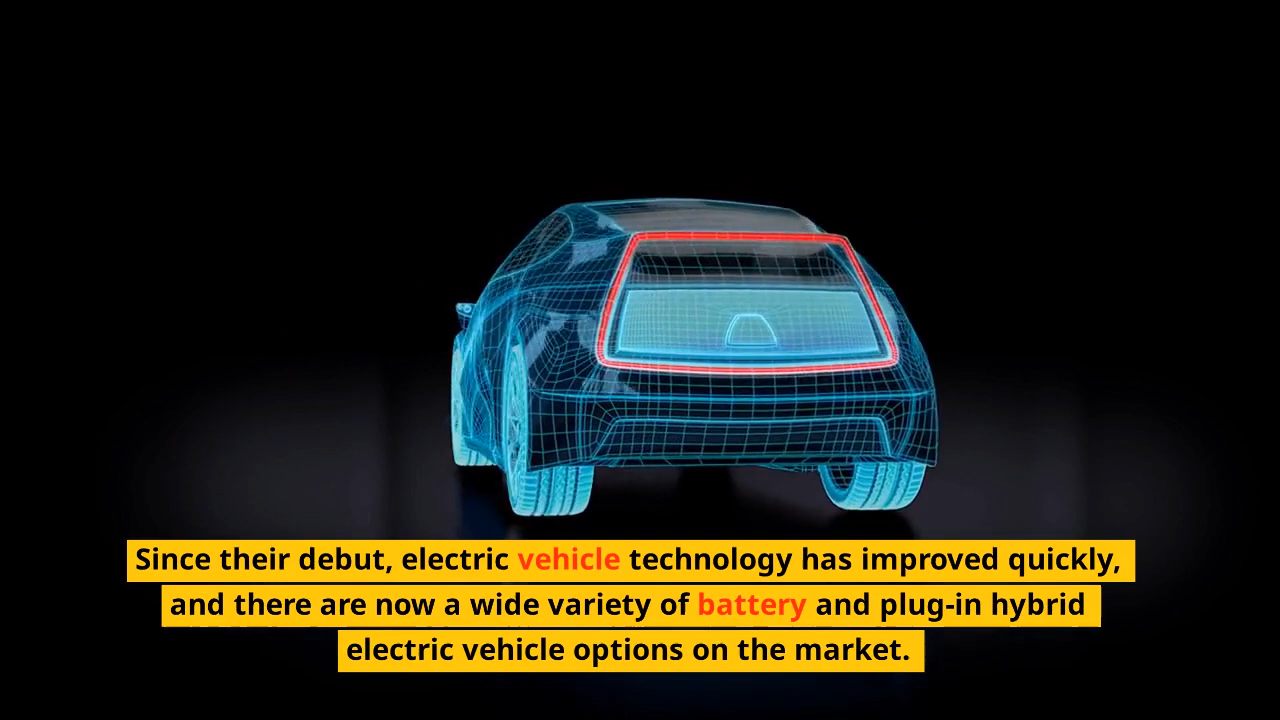 Since their debut, electric vehicle technology has improved quickly,
and there are now a wide variety of battery and plug-in hybrid
electric vehicle options on the market.